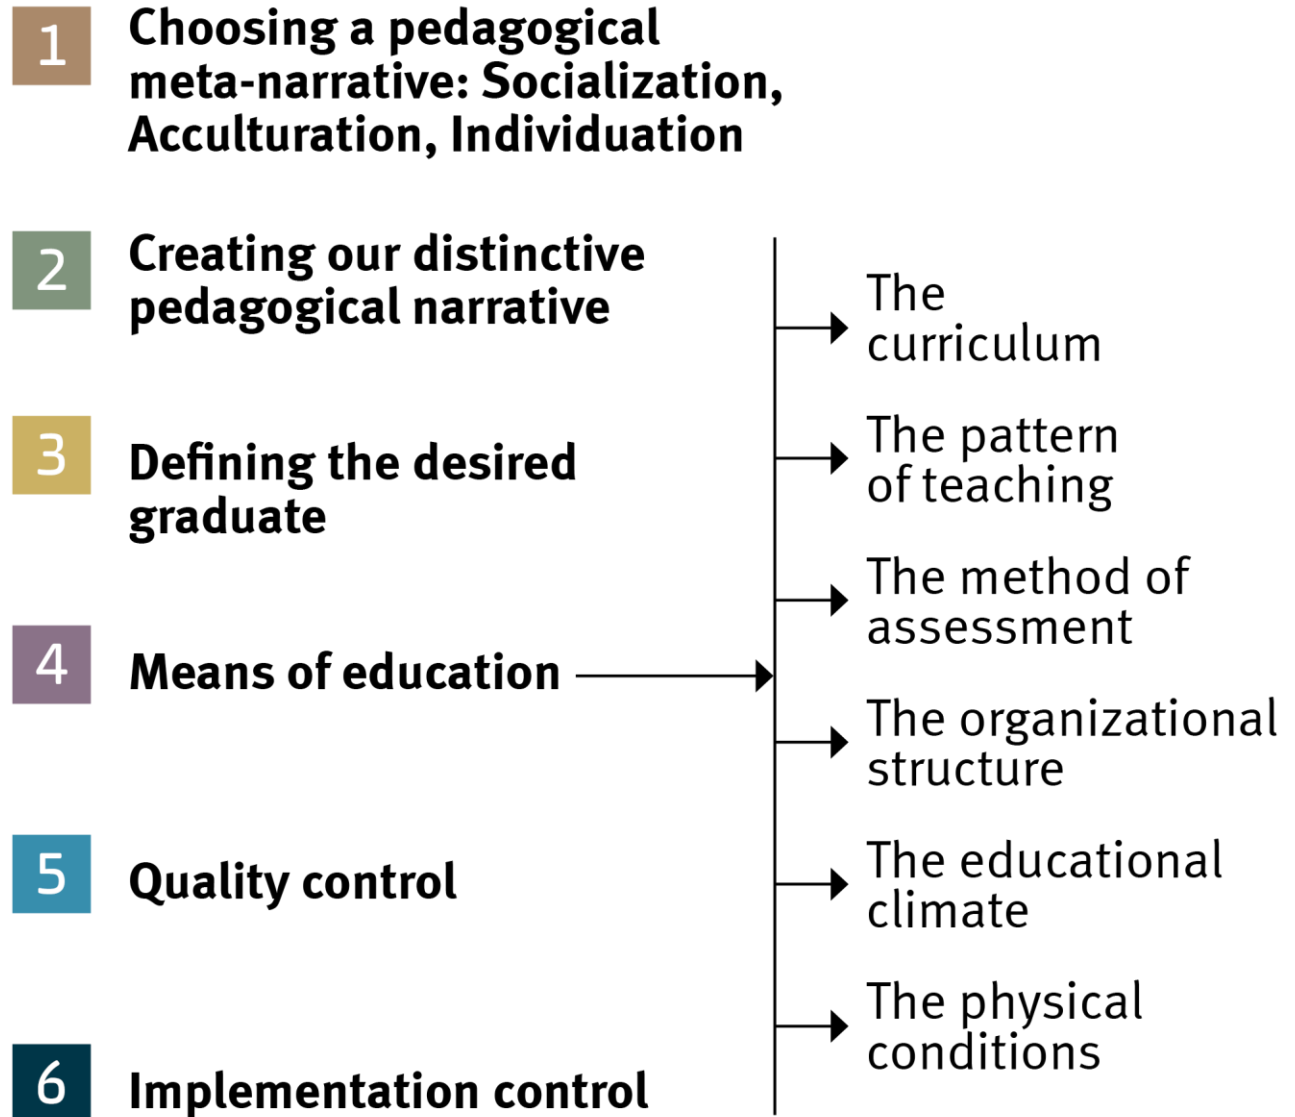 1
Choosing a pedagogical
meta-narrative: Socialization,
Acculturation, Individuation
2
Creating our distinctive
pedagogical narrative
3
Defining the desired
graduate
4
Means of education
5
Quality control
6
Implementation control
The
curriculum
The pattern
of teaching
The method of
assessment
The organizational
structure
The educational
climate
The physical
conditions